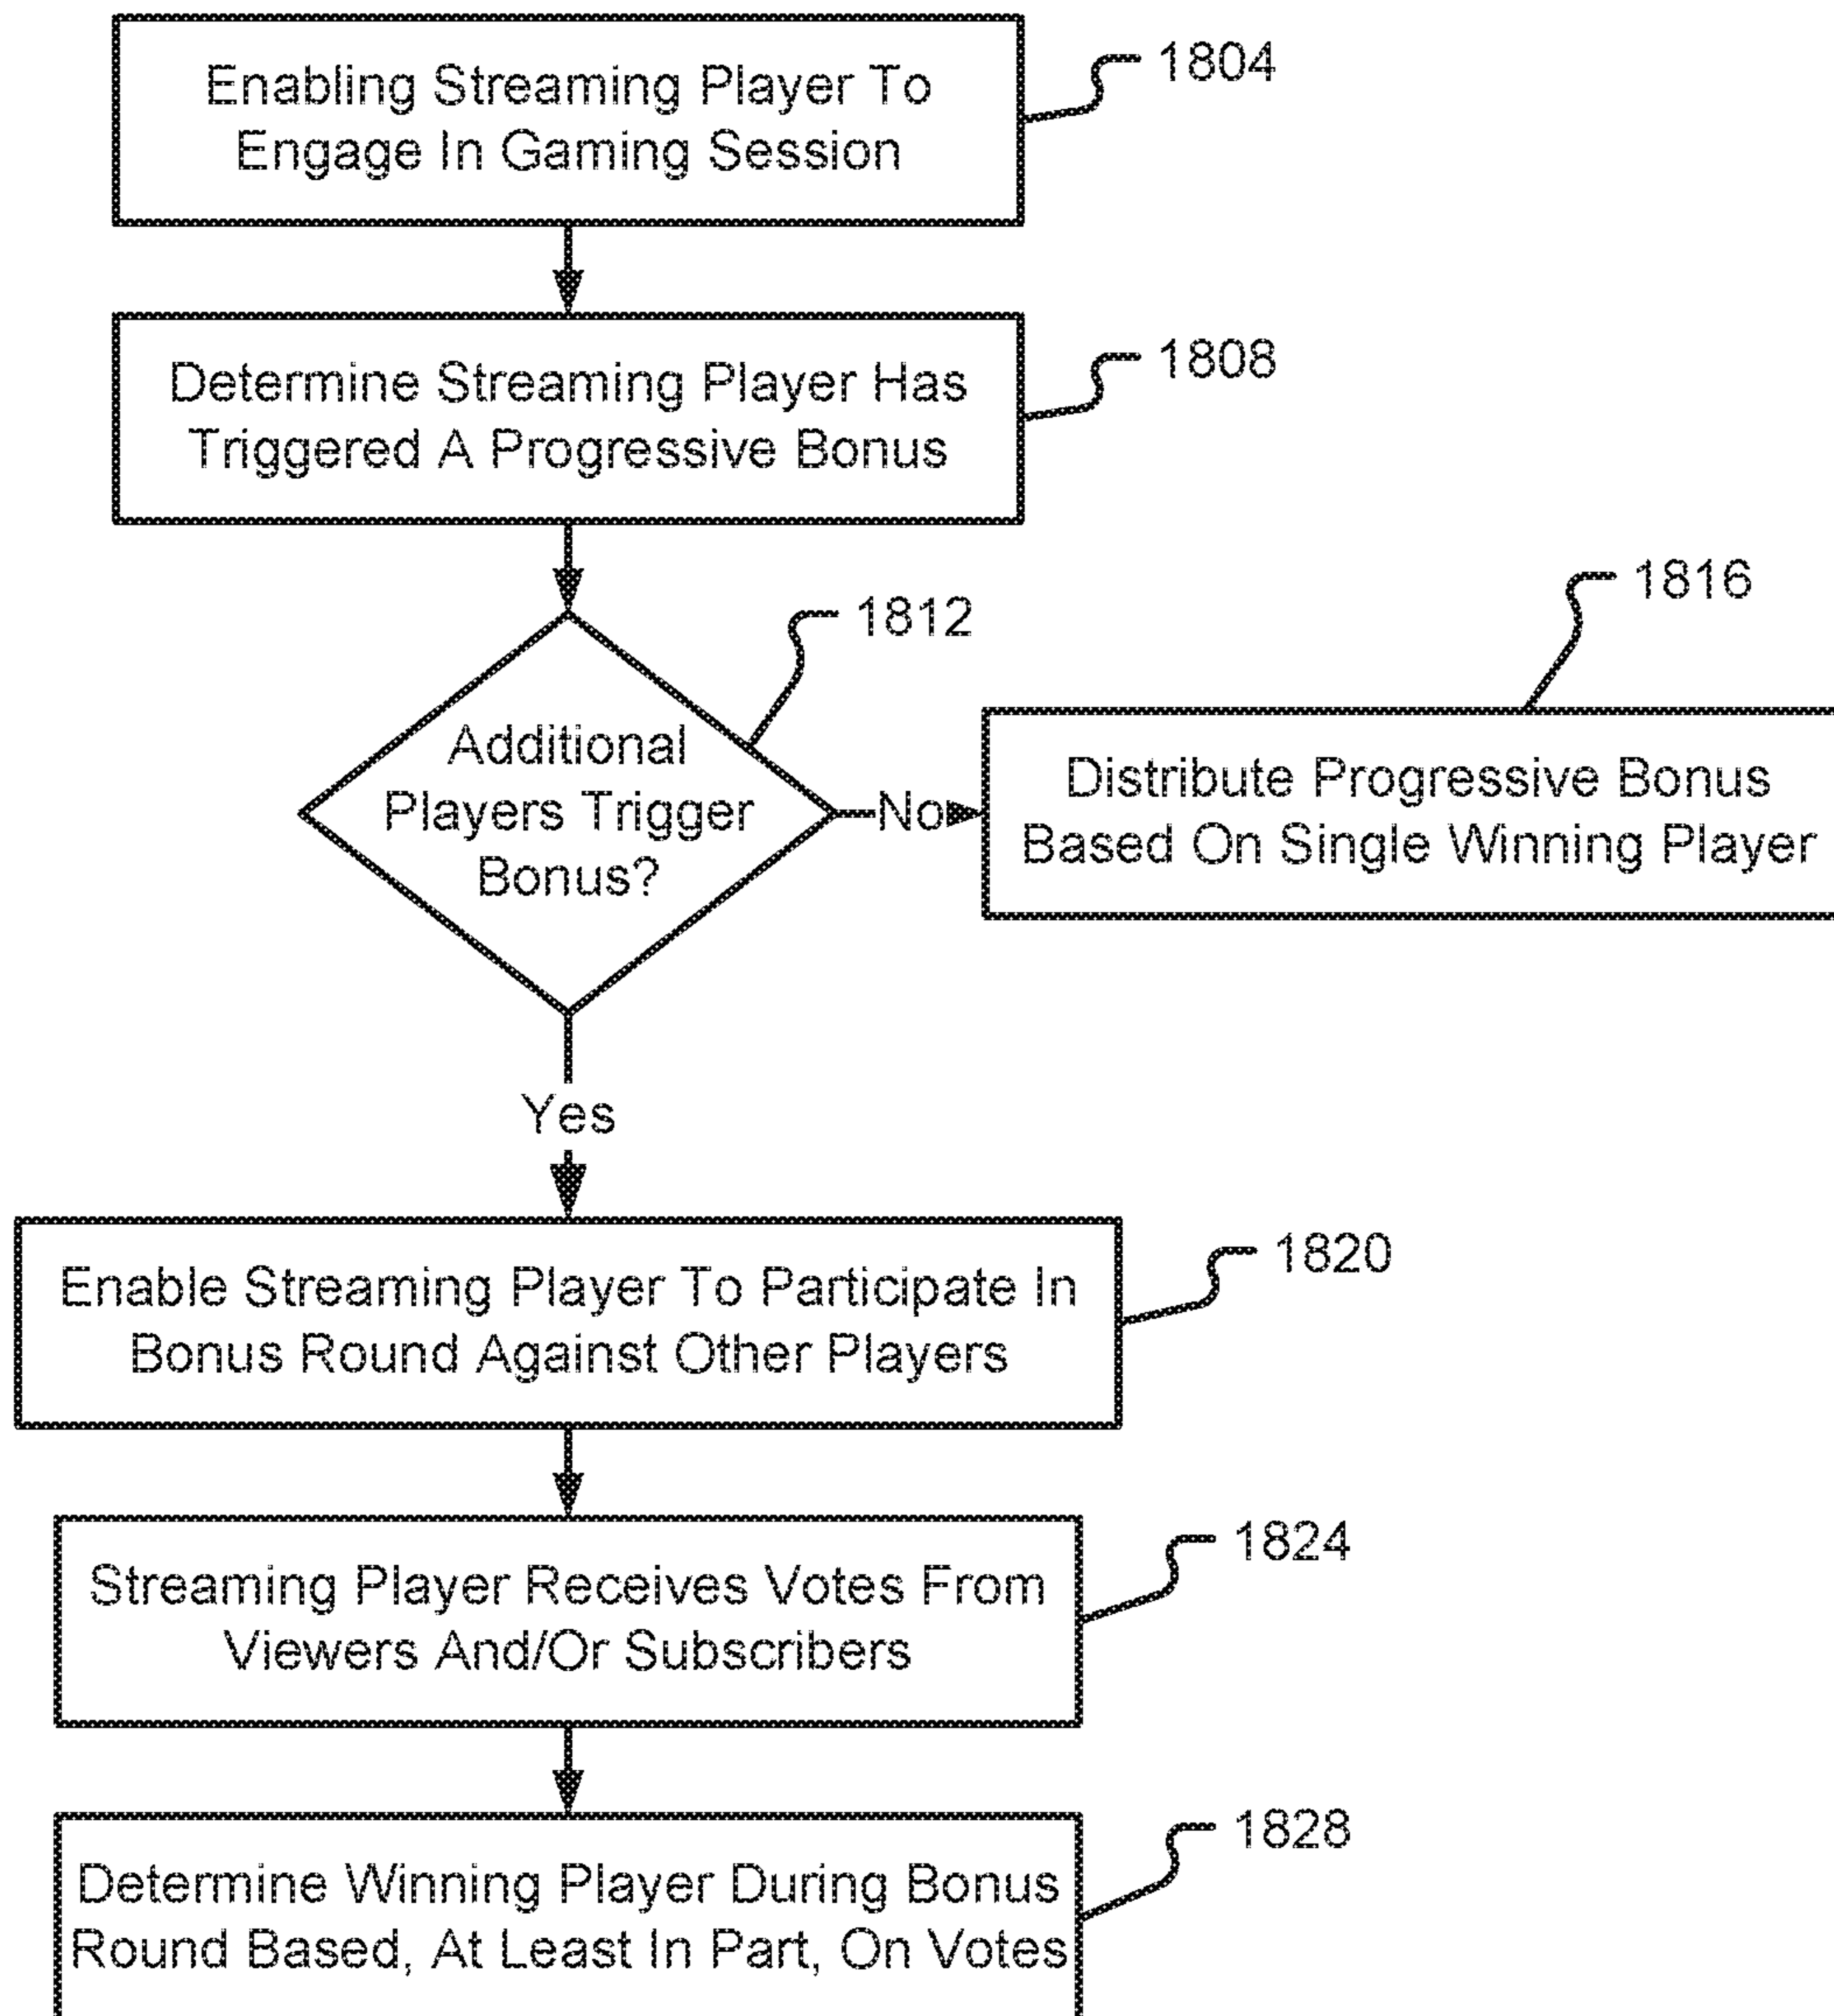 Enabling Streaming Player To
Engage In Gaming Session
1804
Determine Streaming Player Has
Triggered A Progressive Bonus
1808
Additional
Players Trigger
Bonus?
1812
No
1816
Distribute Progressive Bonus
Based On Single Winning Player
Yes
Enable Streaming Player To Participate In
Bonus Round Against Other Players
1820
Streaming Player Receives Votes From
Viewers And/Or Subscribers
1824
Determine Winning Player During Bonus
Round Based, At Least In Part, On Votes
1828